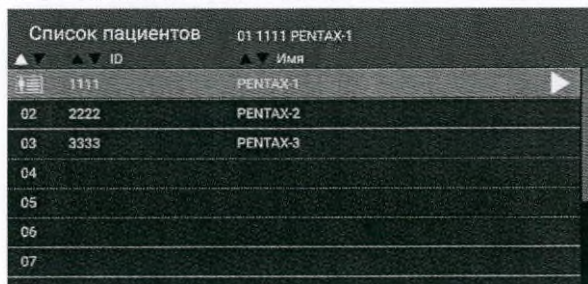 Список пациентов 01 1111 PENTAX-1
▲▼ ▲▼ ID ▲▼ Имя
1111 PENTAX-1
02 2222 PENTAX-2
03 3333 PENTAX-3
04
05
06
07